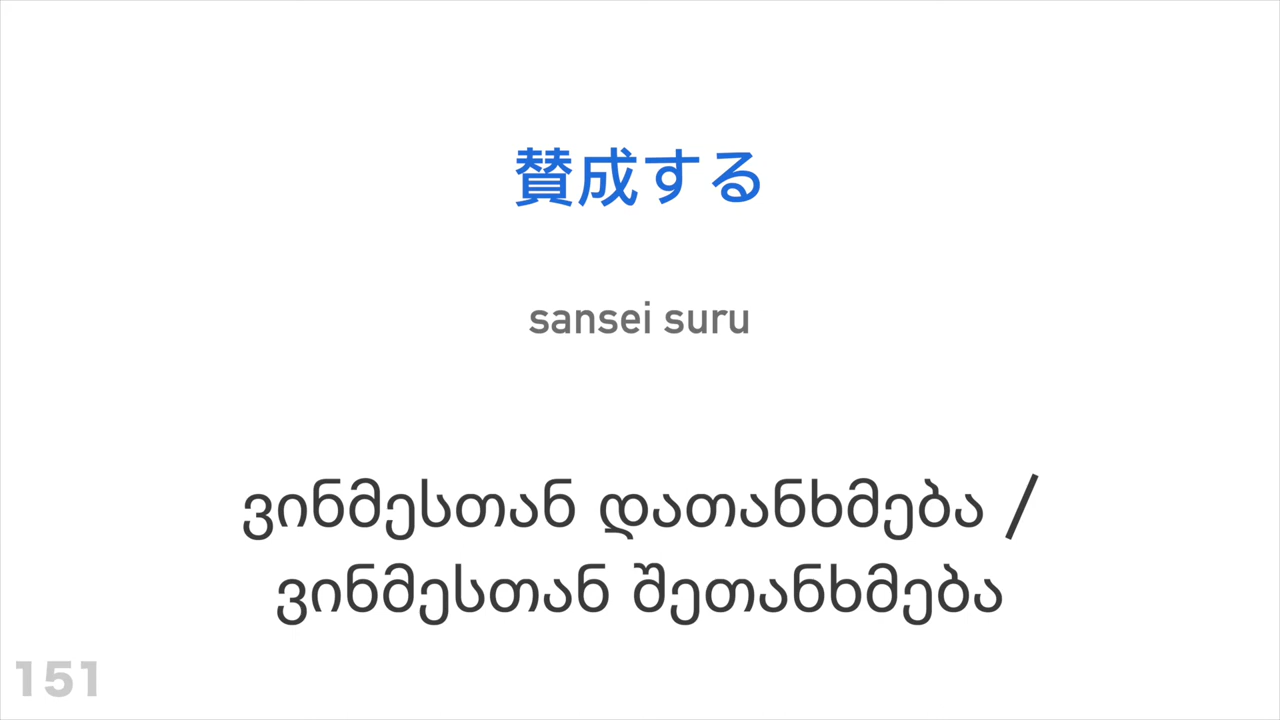 賛成する
sansei suru
ვინმესთან დათანხმება /
ვინმესთან შეთანხმება
151